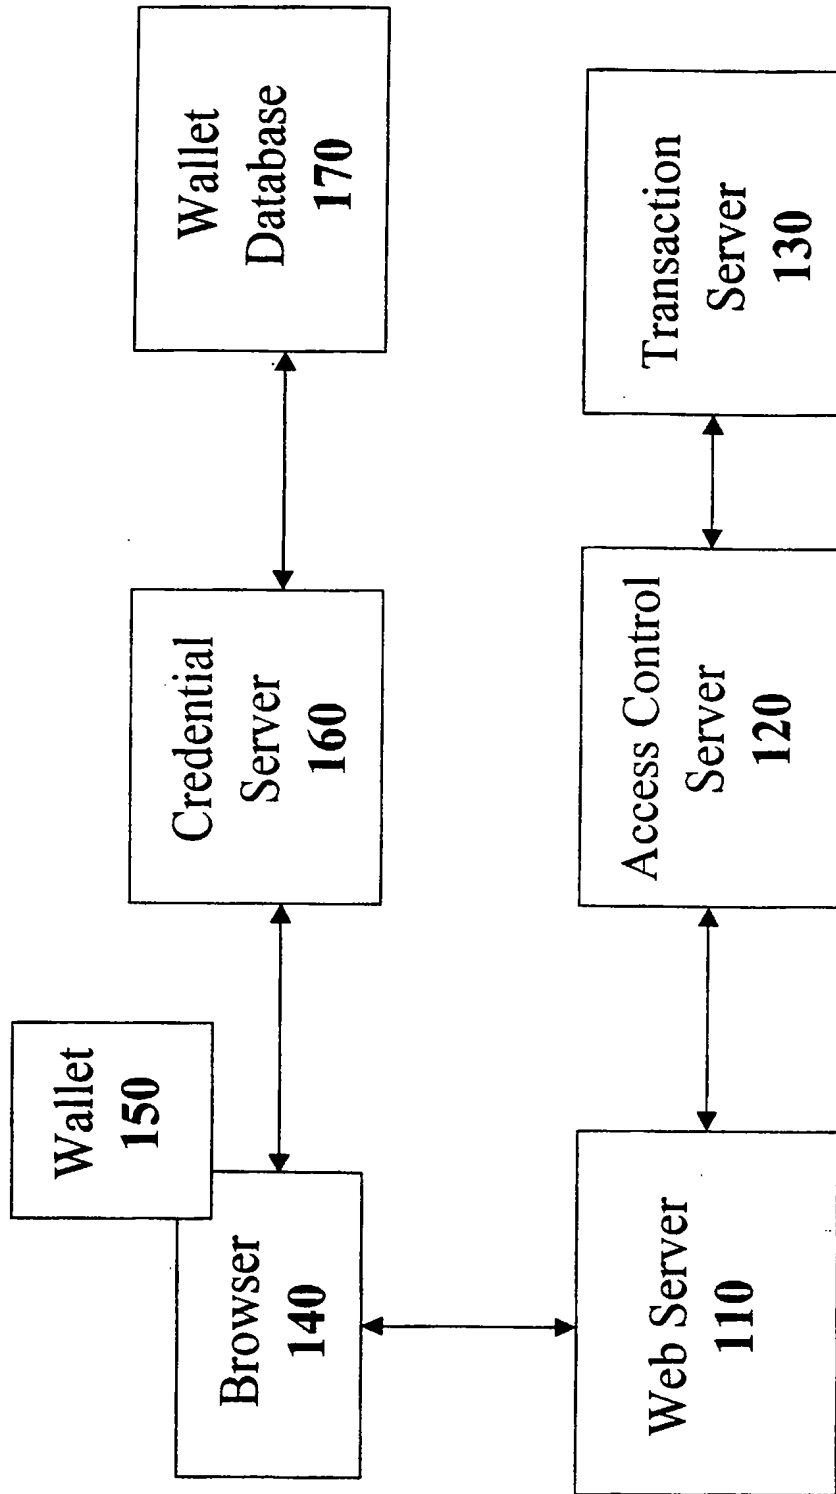 Wallet
150
Browser
140
Credential
Server
160
Wallet
Database
170
Web Server
110
Access Control
Server
120
Transaction
Server
130